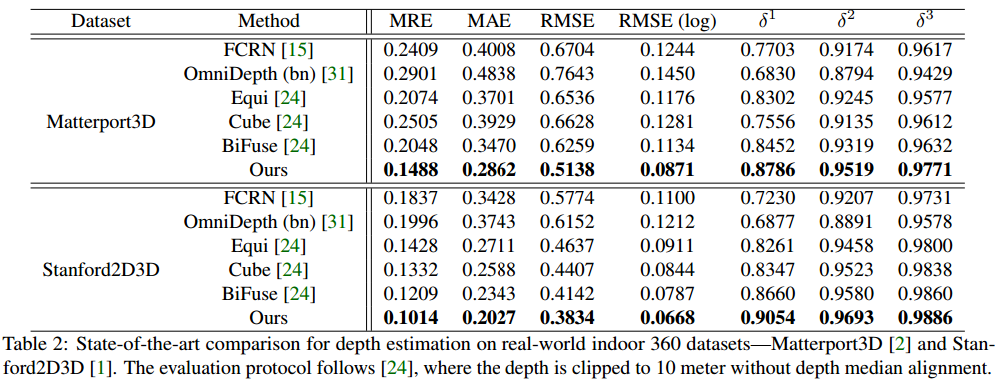 Dataset Method MRE MAE RMSE RMSE (log) δ¹ δ² δ³
FCRN [15] 0.2409 0.4008 0.6704 0.1244 0.7703 0.9174 0.9617
OmniDepth (bn) [31] 0.2901 0.4838 0.7643 0.1450 0.6830 0.8794 0.9429
Equi [24] 0.2074 0.3701 0.6536 0.1176 0.8302 0.9245 0.9577
Matterport3D Cube [24] 0.2505 0.3929 0.6628 0.1281 0.7556 0.9135 0.9612
BiFuse [24] 0.2048 0.3470 0.6259 0.1134 0.8452 0.9319 0.9632
Ours 0.1488 0.2862 0.5138 0.0871 0.8786 0.9519 0.9771
FCRN [15] 0.1837 0.3428 0.5774 0.1100 0.7230 0.9207 0.9731
OmniDepth (bn) [31] 0.1996 0.3743 0.6152 0.1212 0.6877 0.8891 0.9578
Equi [24] 0.1428 0.2711 0.4637 0.0911 0.8261 0.9458 0.9800
Stanford2D3D Cube [24] 0.1332 0.2588 0.4407 0.0844 0.8347 0.9523 0.9838
BiFuse [24] 0.1209 0.2343 0.4142 0.0787 0.8660 0.9580 0.9860
Ours 0.1014 0.2027 0.3834 0.0668 0.9054 0.9693 0.9886
Table 2: State-of-the-art comparison for depth estimation on real-world indoor 360 datasets—Matterport3D [2] and Stan-
ford2D3D [1]. The evaluation protocol follows [24], where the depth is clipped to 10 meter without depth median alignment.